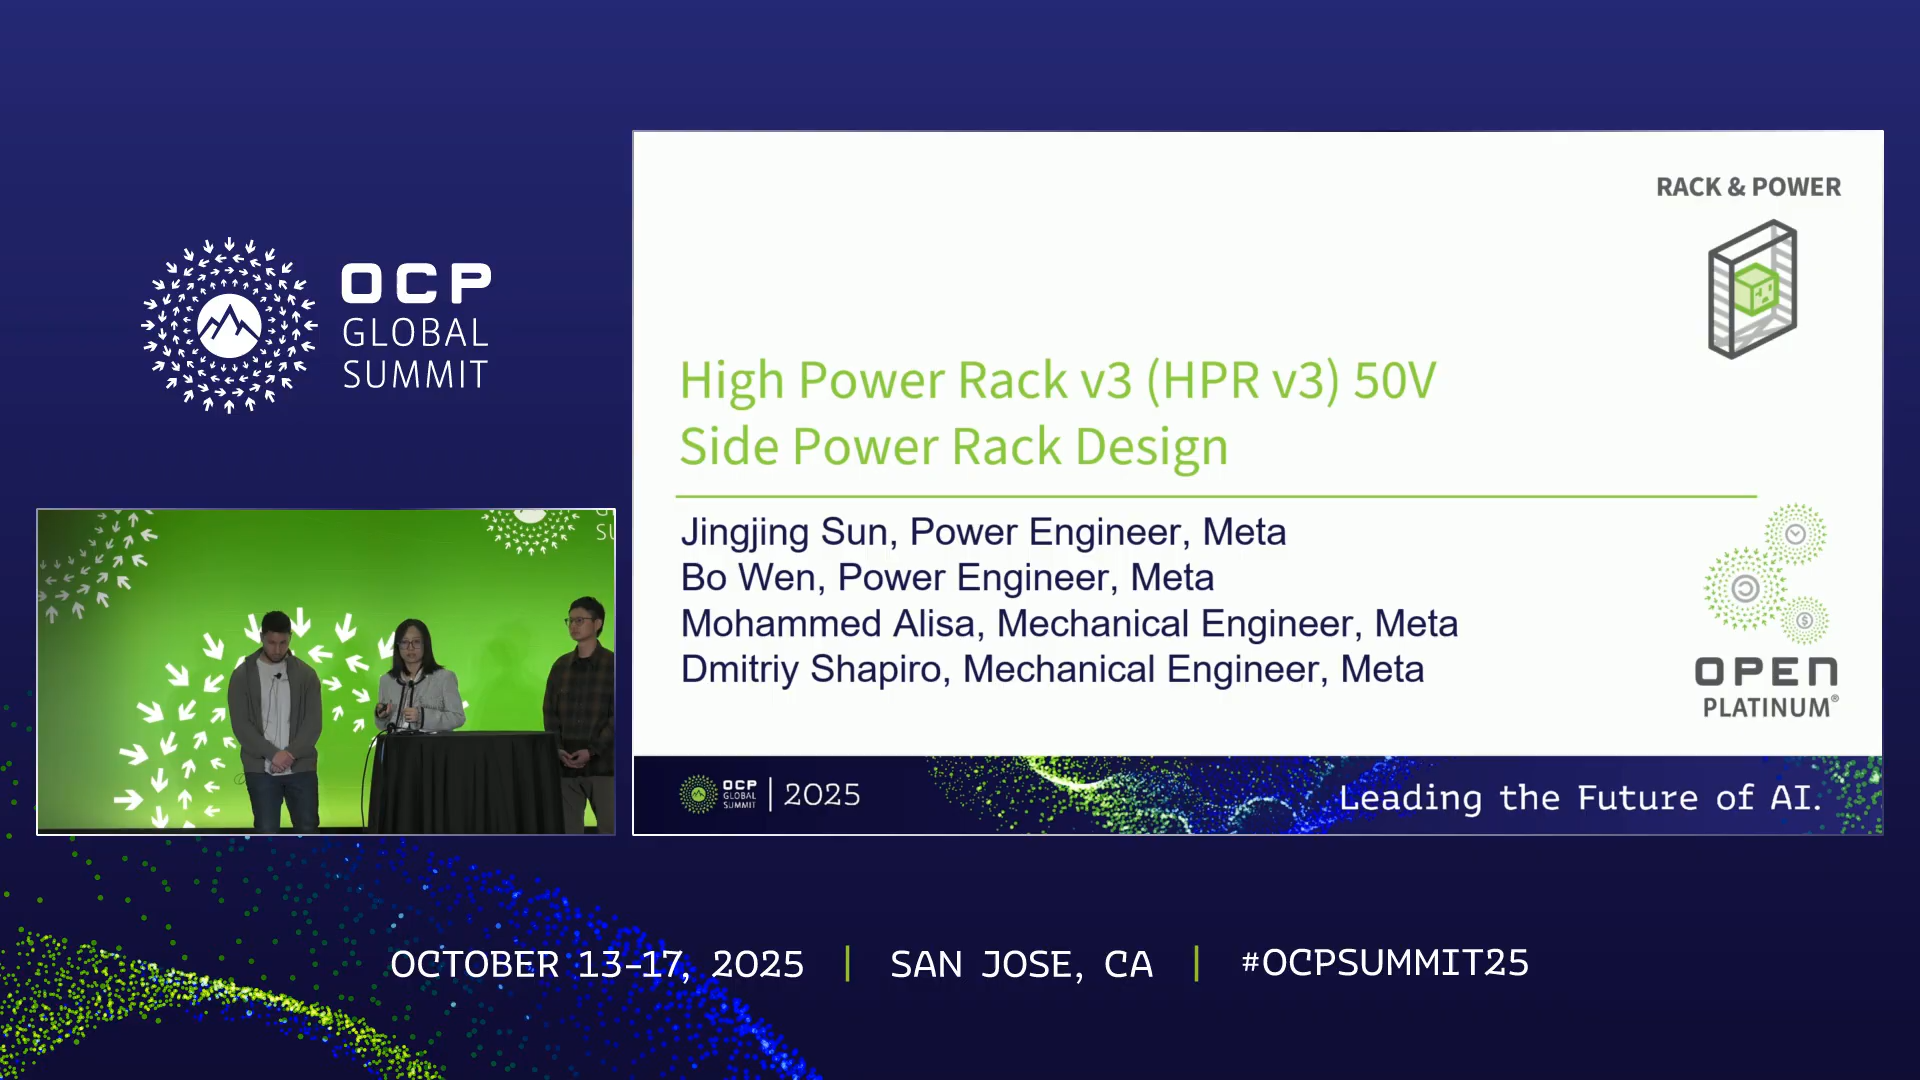 OCP
GLOBAL
SUMMIT
RACK & POWER
High Power Rack v3 (HPR v3) 50V
Side Power Rack Design
Jingjing Sun, Power Engineer, Meta
Bo Wen, Power Engineer, Meta
Mohammed Alisa, Mechanical Engineer, Meta
Dmitriy Shapiro, Mechanical Engineer, Meta
OPEN
PLATINUM®
OCP
GLOBAL
SUMMIT
2025
Leading the Future of AI.
OCTOBER 13-17, 2025 | SAN JOSE, CA | #OCPSUMMIT25